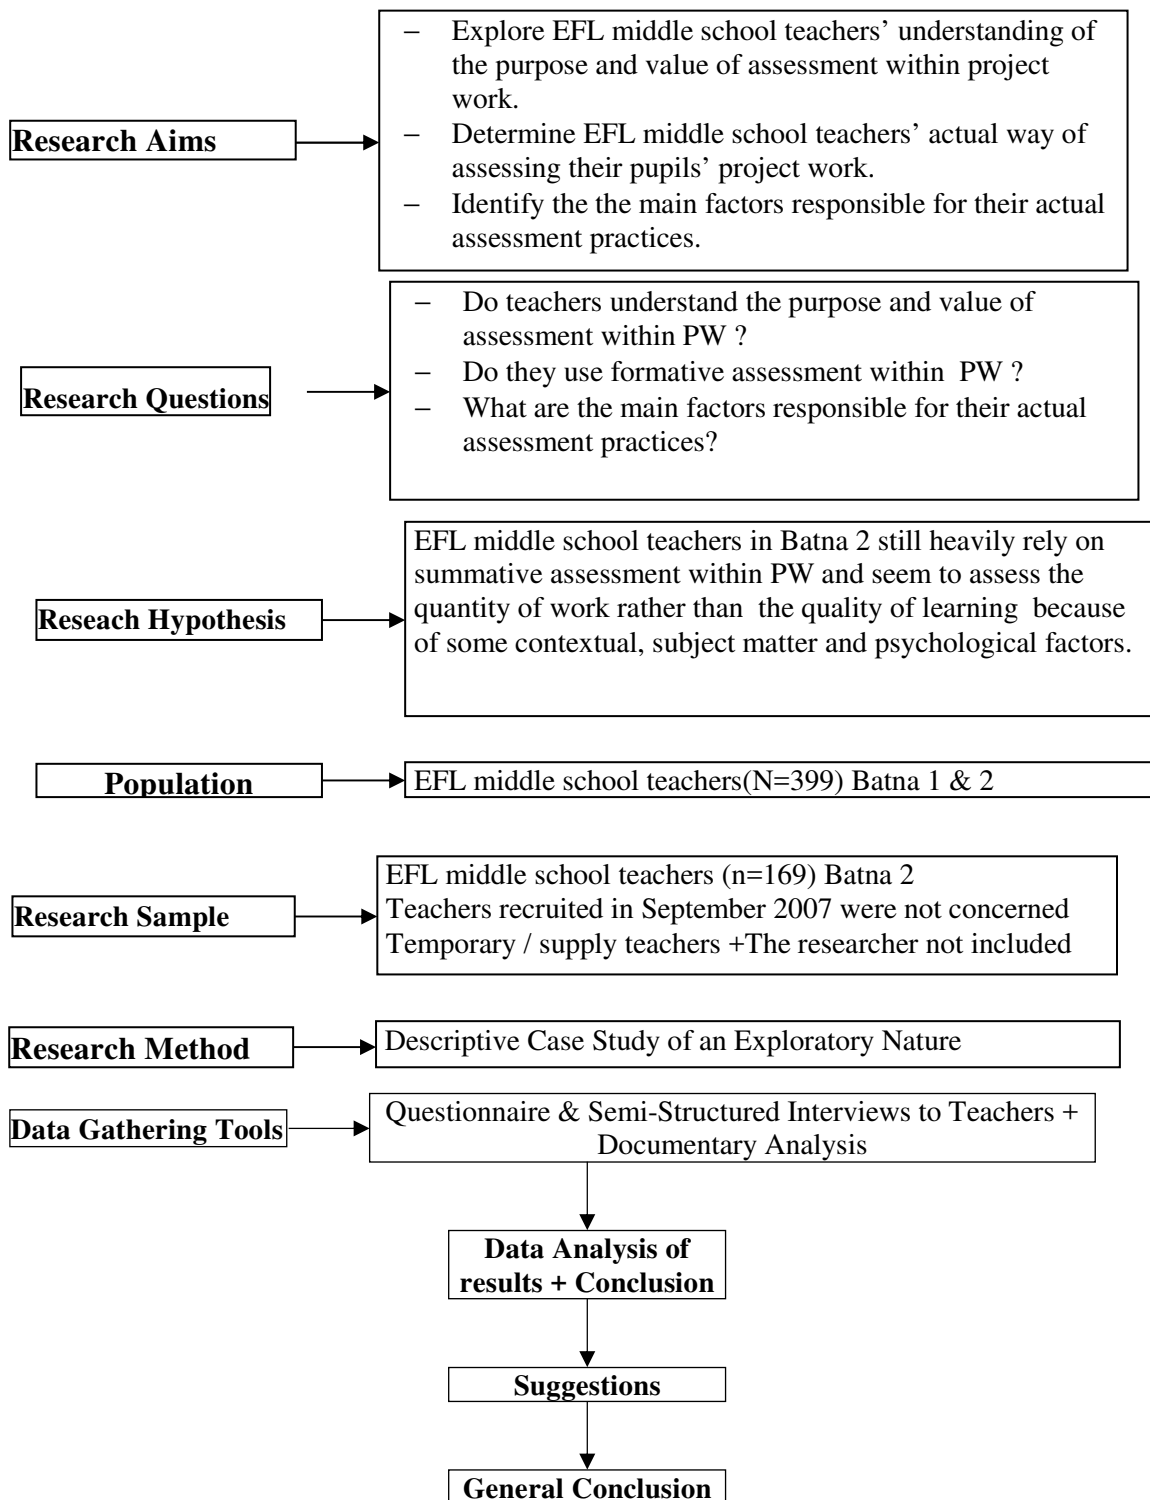 Research Aims
– Explore EFL middle school teachers’ understanding of
the purpose and value of assessment within project
work.
– Determine EFL middle school teachers’ actual way of
assessing their pupils’ project work.
– Identify the the main factors responsible for their actual
assessment practices.
Research Questions
– Do teachers understand the purpose and value of
assessment within PW ?
– Do they use formative assessment within PW ?
– What are the main factors responsible for their actual
assessment practices?
Reseach Hypothesis
EFL middle school teachers in Batna 2 still heavily rely on
summative assessment within PW and seem to assess the
quantity of work rather than the quality of learning because
of some contextual, subject matter and psychological factors.
Population
EFL middle school teachers(N=399) Batna 1 & 2
Research Sample
EFL middle school teachers (n=169) Batna 2
Teachers recruited in September 2007 were not concerned
Temporary / supply teachers +The researcher not included
Research Method
Descriptive Case Study of an Exploratory Nature
Data Gathering Tools
Questionnaire & Semi-Structured Interviews to Teachers +
Documentary Analysis
Data Analysis of
results + Conclusion
Suggestions
General Conclusion